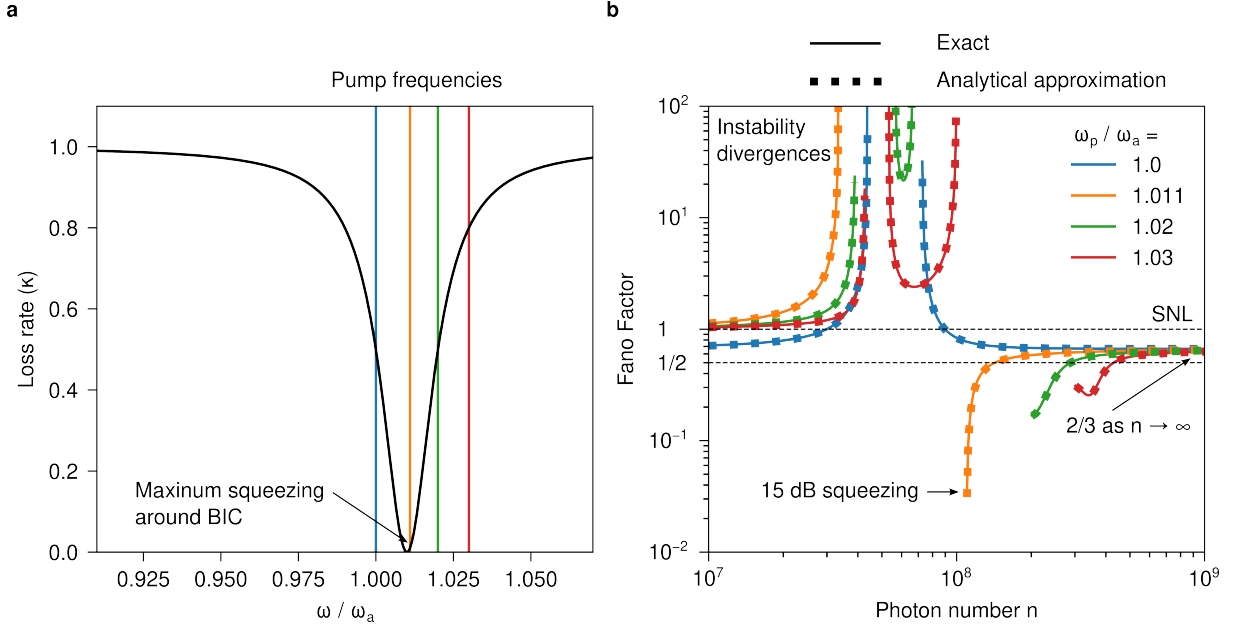 a
Pump frequencies
Loss rate (κ)
1.0
0.8
0.6
0.4
0.2
0.0
Maxinum squeezing
around BIC
0.925
0.950
0.975
1.000
1.025
1.050
ω / ωₐ
b
Exact
Analytical approximation
Fano Factor
10²
10¹
1
1/2
10⁻¹
10⁻²
Instability
divergences
ωₚ / ωₐ =
1.0
1.011
1.02
1.03
SNL
2/3 as n → ∞
15 dB squeezing
10⁷
10⁸
10⁹
Photon number n